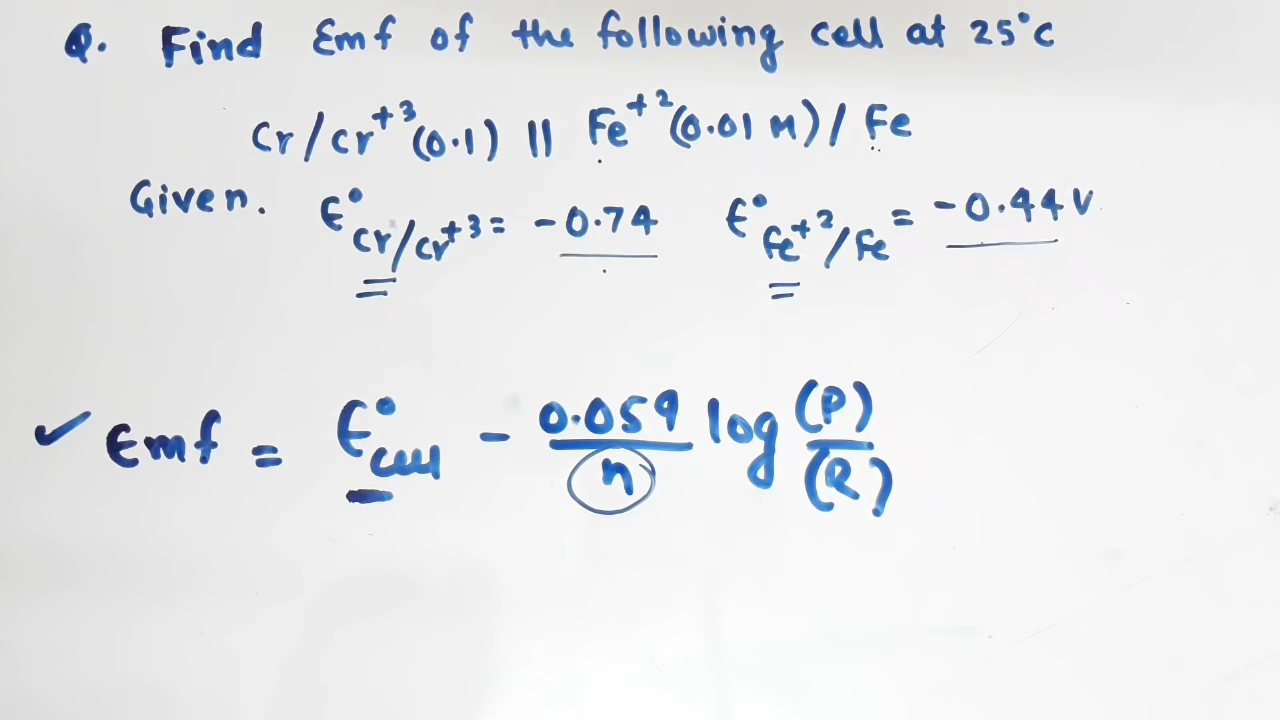 Q. Find Emf of the following cell at 25°c
Cr/cr⁺³(0.1) || Fe⁺²(0.01 M)/ Fe
Given. E°cr/cr⁺³ = -0.74 E°Fe⁺²/Fe = -0.44 V
✓ Emf = E°cell - 0.059/n log (P)/(R)